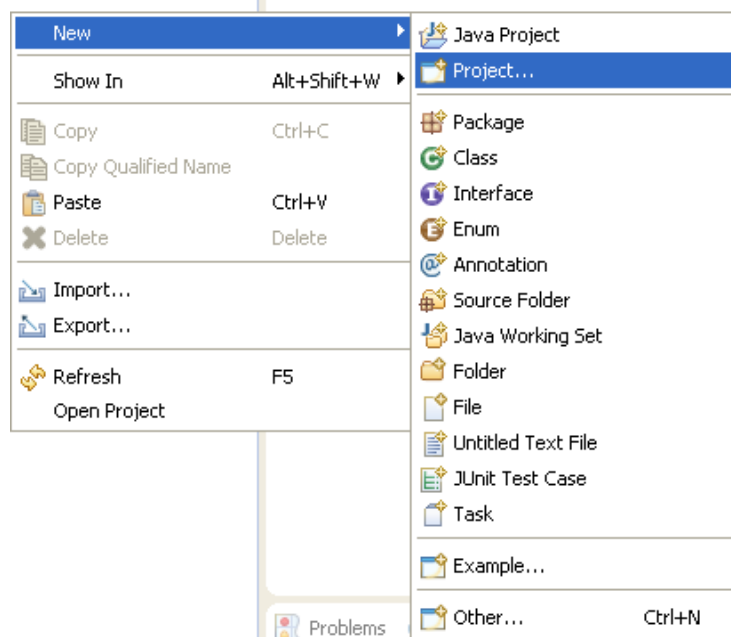 New
Show In Alt+Shift+W
Copy Ctrl+C
Copy Qualified Name
Paste Ctrl+V
Delete Delete
Import...
Export...
Refresh F5
Open Project
Java Project
Project...
Package
Class
Interface
Enum
Annotation
Source Folder
Java Working Set
Folder
File
Untitled Text File
JUnit Test Case
Task
Example...
Other... Ctrl+N
Problems